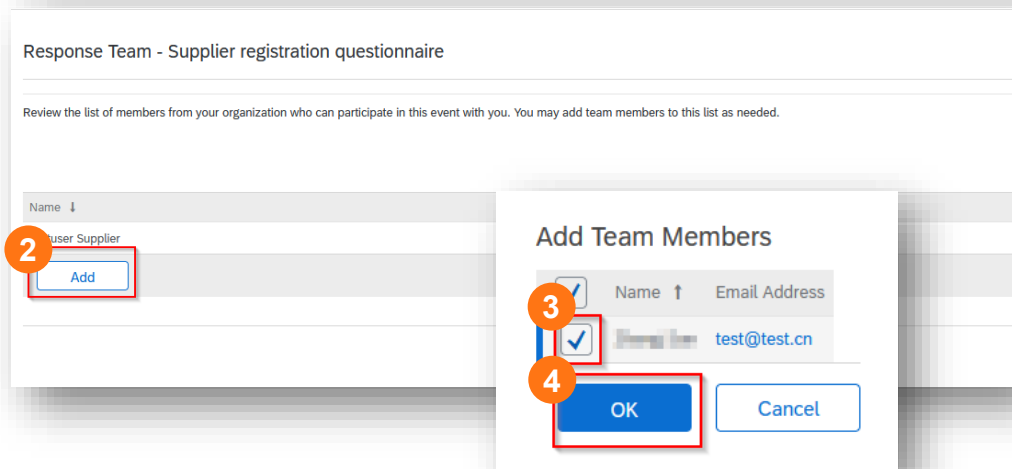 Response Team - Supplier registration questionnaire
Review the list of members from your organization who can participate in this event with you. You may add team members to this list as needed.
Name ↓
user Supplier
2
Add
Add Team Members
Name ↑ Email Address
3
test@test.cn
4
OK Cancel